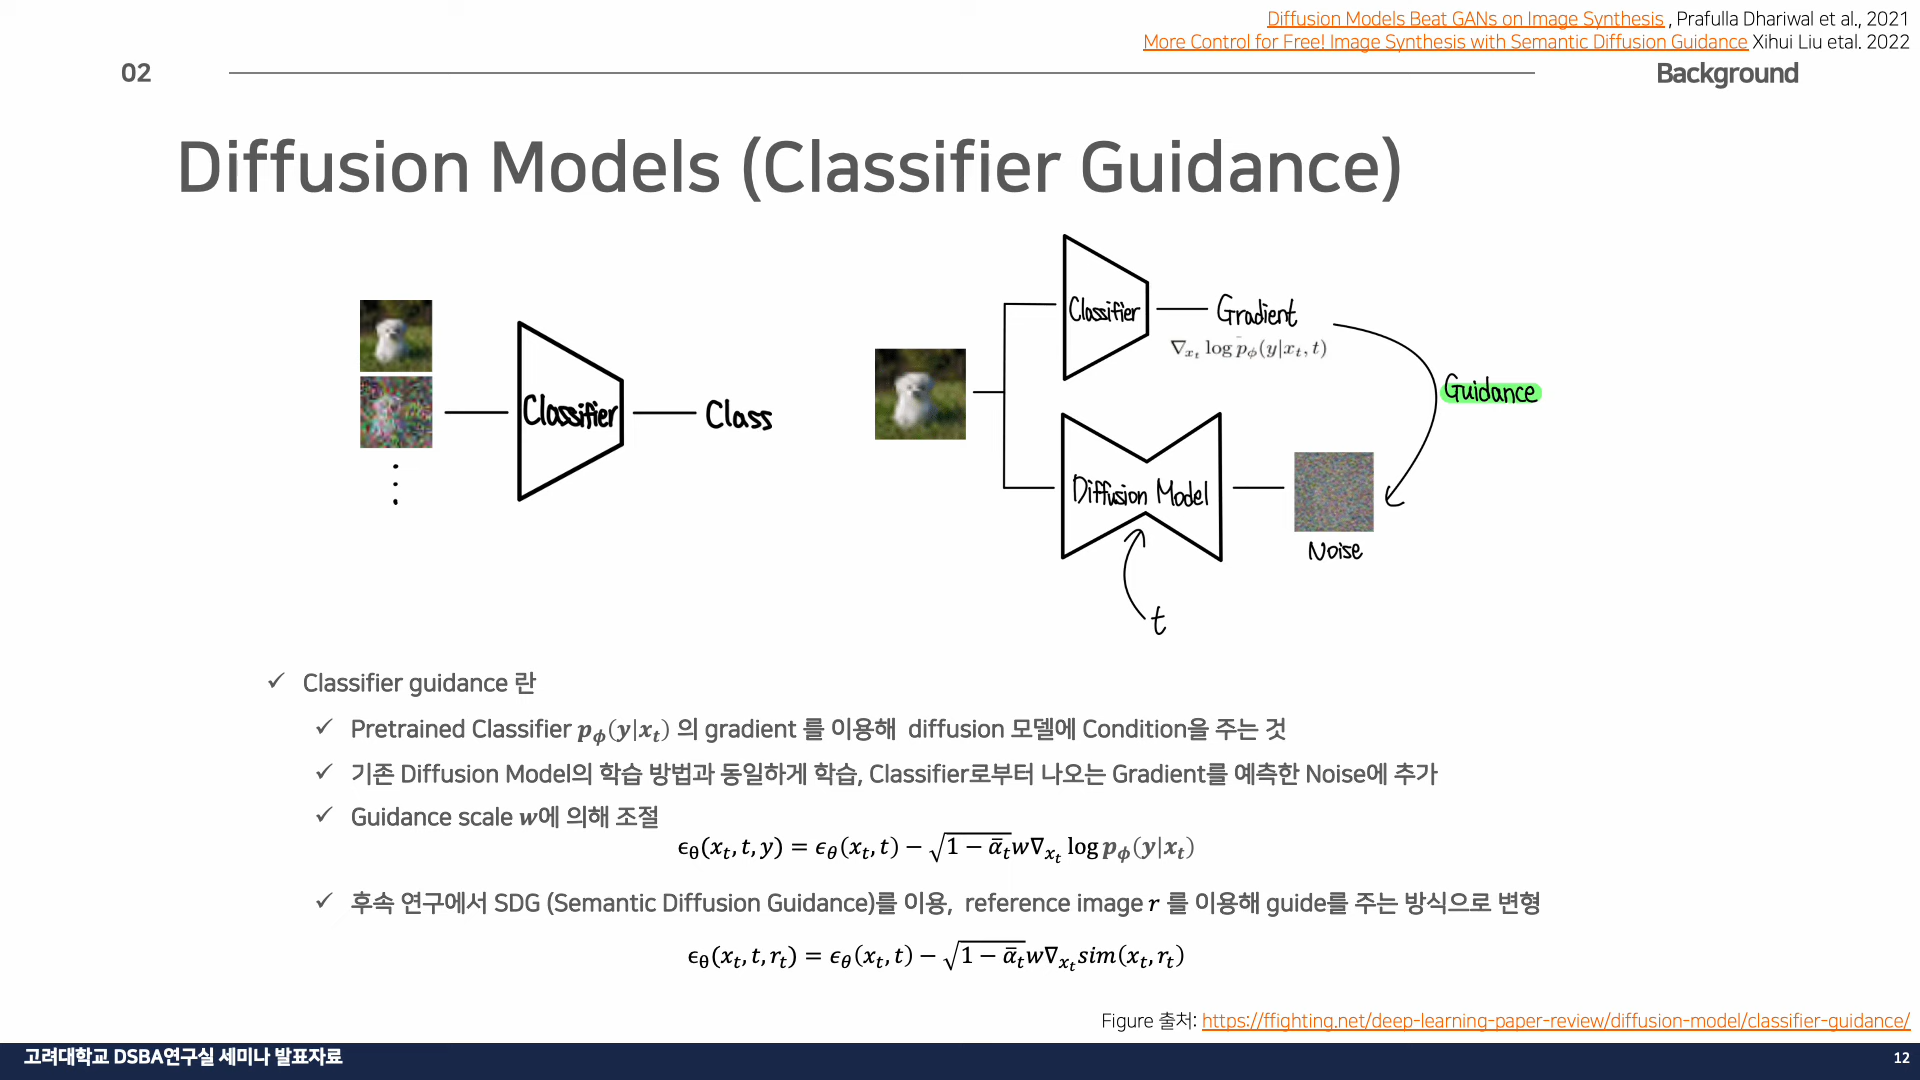 Diffusion Models Beat GANs on Image Synthesis , Prafulla Dhariwal et al., 2021
More Control for Free! Image Synthesis with Semantic Diffusion Guidance Xihui Liu etal. 2022
02
Background
Diffusion Models (Classifier Guidance)
Classifier
Class
Classifier
Gradient
∇_{x_t} log p_ϕ(y|x_t, t)
Guidance
Diffusion Model
Noise
t
✓ Classifier guidance 란
✓ Pretrained Classifier p_ϕ(y|x_t) 의 gradient 를 이용해 diffusion 모델에 Condition을 주는 것
✓ 기존 Diffusion Model의 학습 방법과 동일하게 학습, Classifier로부터 나오는 Gradient를 예측한 Noise에 추가
✓ Guidance scale w에 의해 조절
ϵ_θ(x_t, t, y) = ϵ_θ(x_t, t) − √(1 − ᾱ_t) w∇_{x_t} log p_ϕ(y|x_t)
✓ 후속 연구에서 SDG (Semantic Diffusion Guidance)를 이용, reference image r 를 이용해 guide를 주는 방식으로 변형
ϵ_θ(x_t, t, r_t) = ϵ_θ(x_t, t) − √(1 − ᾱ_t) w∇_{x_t} sim(x_t, r_t)
Figure 출처: https://ffighting.net/deep-learning-paper-review/diffusion-model/classifier-guidance/
고려대학교 DSBA연구실 세미나 발표자료
12